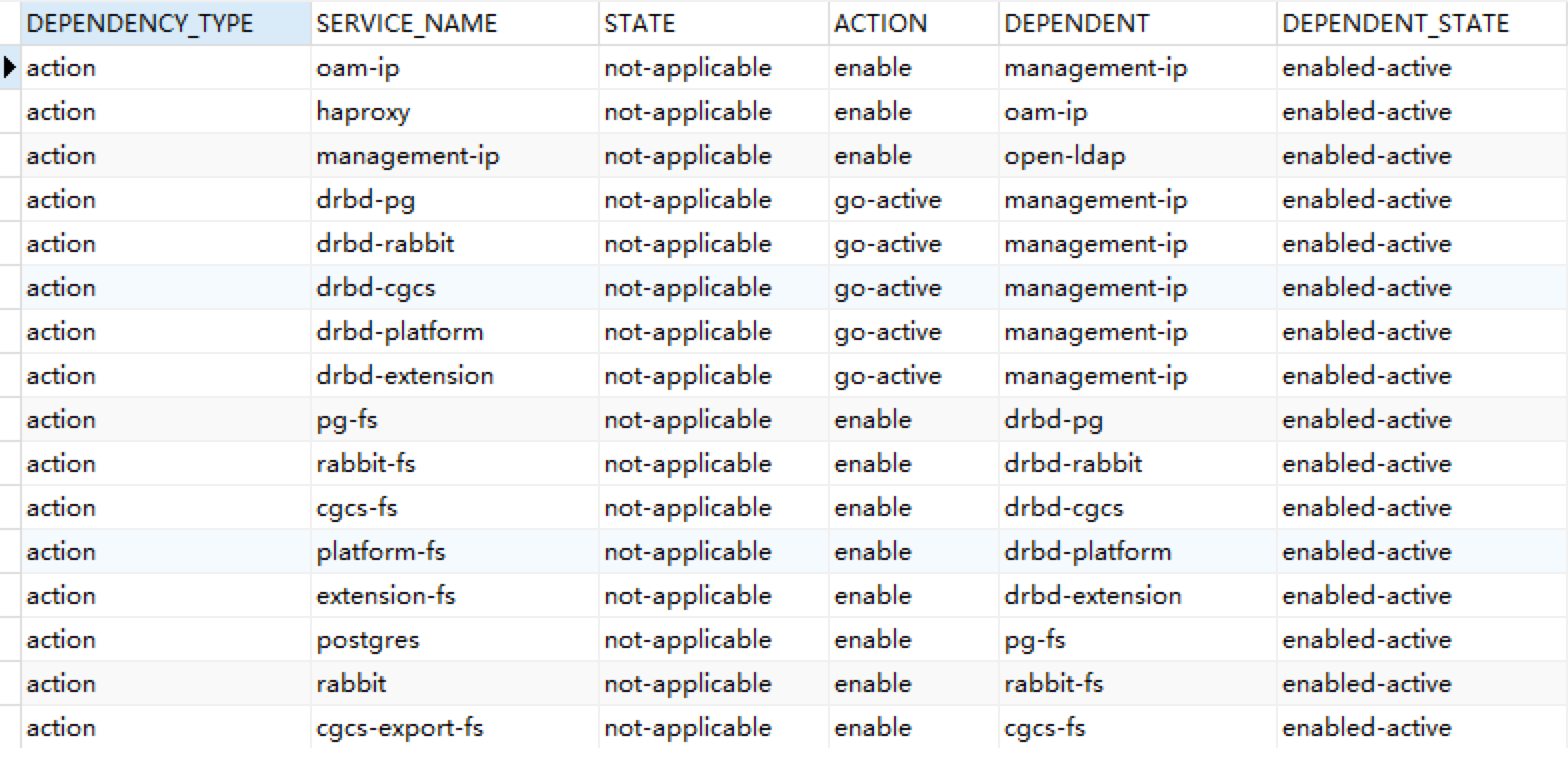 DEPENDENCY_TYPE SERVICE_NAME STATE ACTION DEPENDENT DEPENDENT_STATE
action oam-ip not-applicable enable management-ip enabled-active
action haproxy not-applicable enable oam-ip enabled-active
action management-ip not-applicable enable open-ldap enabled-active
action drbd-pg not-applicable go-active management-ip enabled-active
action drbd-rabbit not-applicable go-active management-ip enabled-active
action drbd-cgcs not-applicable go-active management-ip enabled-active
action drbd-platform not-applicable go-active management-ip enabled-active
action drbd-extension not-applicable go-active management-ip enabled-active
action pg-fs not-applicable enable drbd-pg enabled-active
action rabbit-fs not-applicable enable drbd-rabbit enabled-active
action cgcs-fs not-applicable enable drbd-cgcs enabled-active
action platform-fs not-applicable enable drbd-platform enabled-active
action extension-fs not-applicable enable drbd-extension enabled-active
action postgres not-applicable enable pg-fs enabled-active
action rabbit not-applicable enable rabbit-fs enabled-active
action cgcs-export-fs not-applicable enable cgcs-fs enabled-active